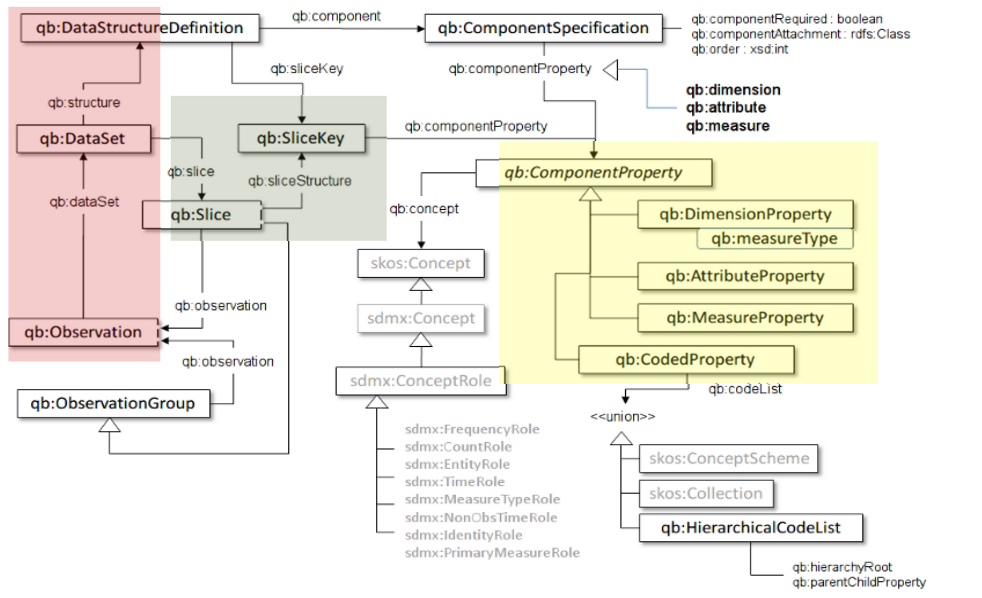 qb:component
qb:DataStructureDefinition
qb:ComponentSpecification
qb:componentRequired : boolean
qb:componentAttachment : rdfs:Class
qb:order : xsd:int
qb:sliceKey
qb:componentProperty
qb:dimension
qb:attribute
qb:measure
qb:structure
qb:DataSet
qb:SliceKey
qb:componentProperty
qb:slice
qb:sliceStructure
qb:ComponentProperty
qb:dataSet
qb:Slice
qb:concept
qb:DimensionProperty
qb:measureType
skos:Concept
qb:AttributeProperty
qb:observation
sdmx:Concept
qb:MeasureProperty
qb:Observation
qb:observation
qb:CodedProperty
sdmx:ConceptRole
qb:codeList
qb:ObservationGroup
<<union>>
sdmx:FrequencyRole
sdmx:CountRole
sdmx:EntityRole
sdmx:TimeRole
sdmx:MeasureTypeRole
sdmx:NonObsTimeRole
sdmx:IdentityRole
sdmx:PrimaryMeasureRole
skos:ConceptScheme
skos:Collection
qb:HierarchicalCodeList
qb:hierarchyRoot
qb:parentChildProperty